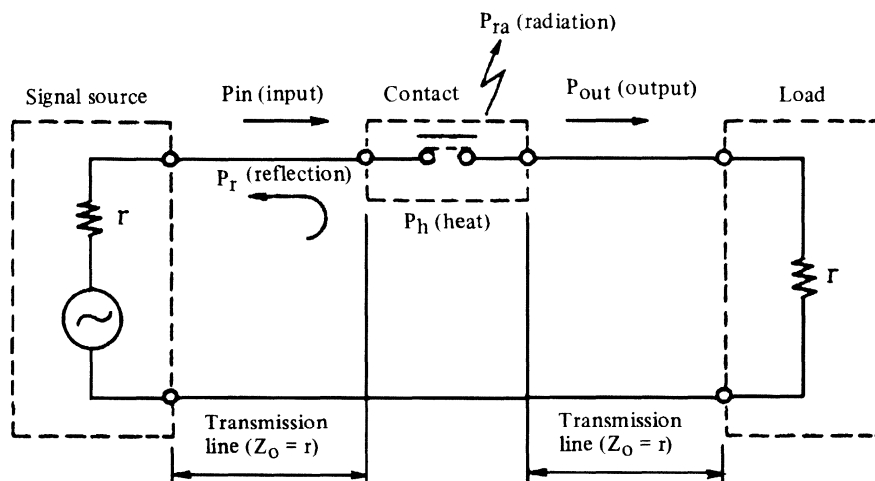 P_ra (radiation)
Signal source
Pin (input)
Contact
P_out (output)
Load
P_r (reflection)
P_h (heat)
r
r
Transmission
line (Z_o = r)
Transmission
line (Z_o = r)